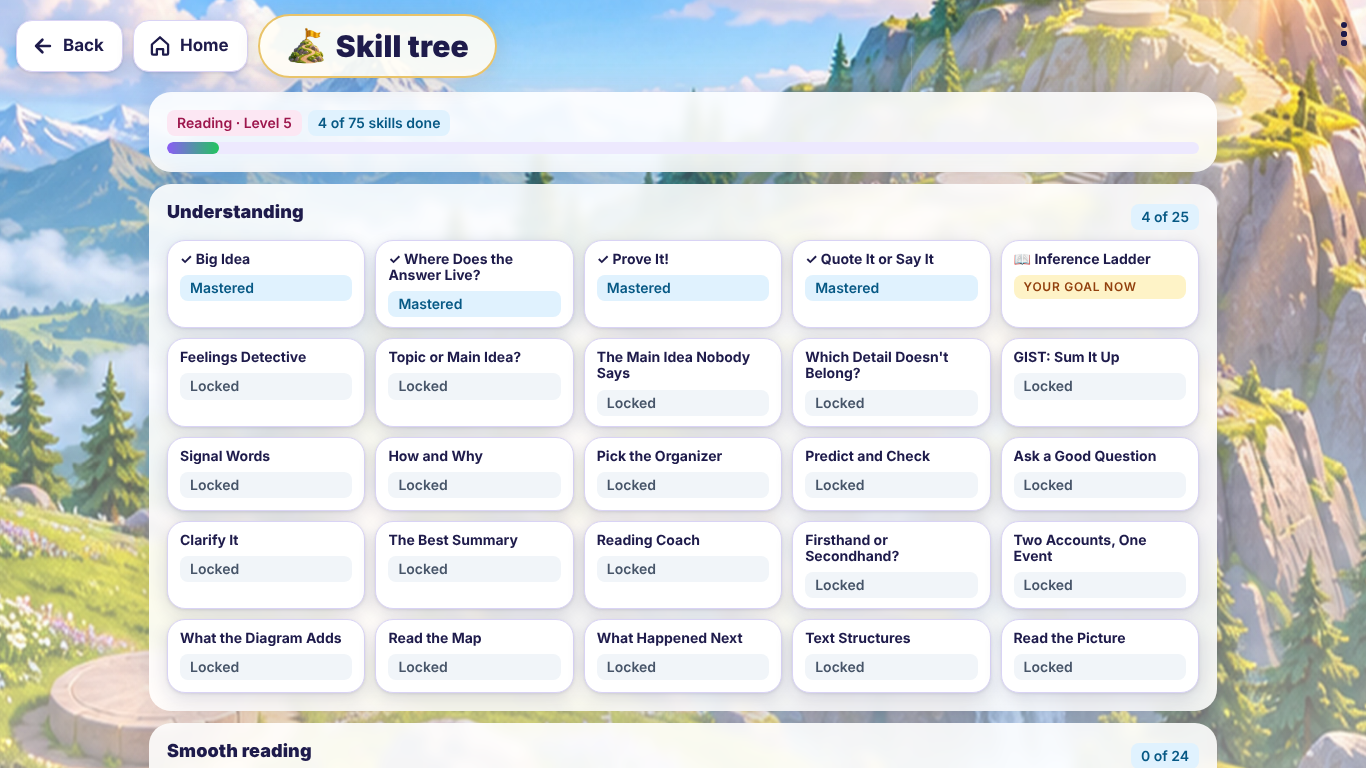 Back
Home
Skill tree
Reading · Level 5
4 of 75 skills done
Understanding
4 of 25
✓ Big Idea
Mastered
✓ Where Does the
Answer Live?
Mastered
✓ Prove It!
Mastered
✓ Quote It or Say It
Mastered
Inference Ladder
YOUR GOAL NOW
Feelings Detective
Locked
Topic or Main Idea?
Locked
The Main Idea Nobody
Says
Locked
Which Detail Doesn't
Belong?
Locked
GIST: Sum It Up
Locked
Signal Words
Locked
How and Why
Locked
Pick the Organizer
Locked
Predict and Check
Locked
Ask a Good Question
Locked
Clarify It
Locked
The Best Summary
Locked
Reading Coach
Locked
Firsthand or
Secondhand?
Locked
Two Accounts, One
Event
Locked
What the Diagram Adds
Locked
Read the Map
Locked
What Happened Next
Locked
Text Structures
Locked
Read the Picture
Locked
Smooth reading
0 of 24